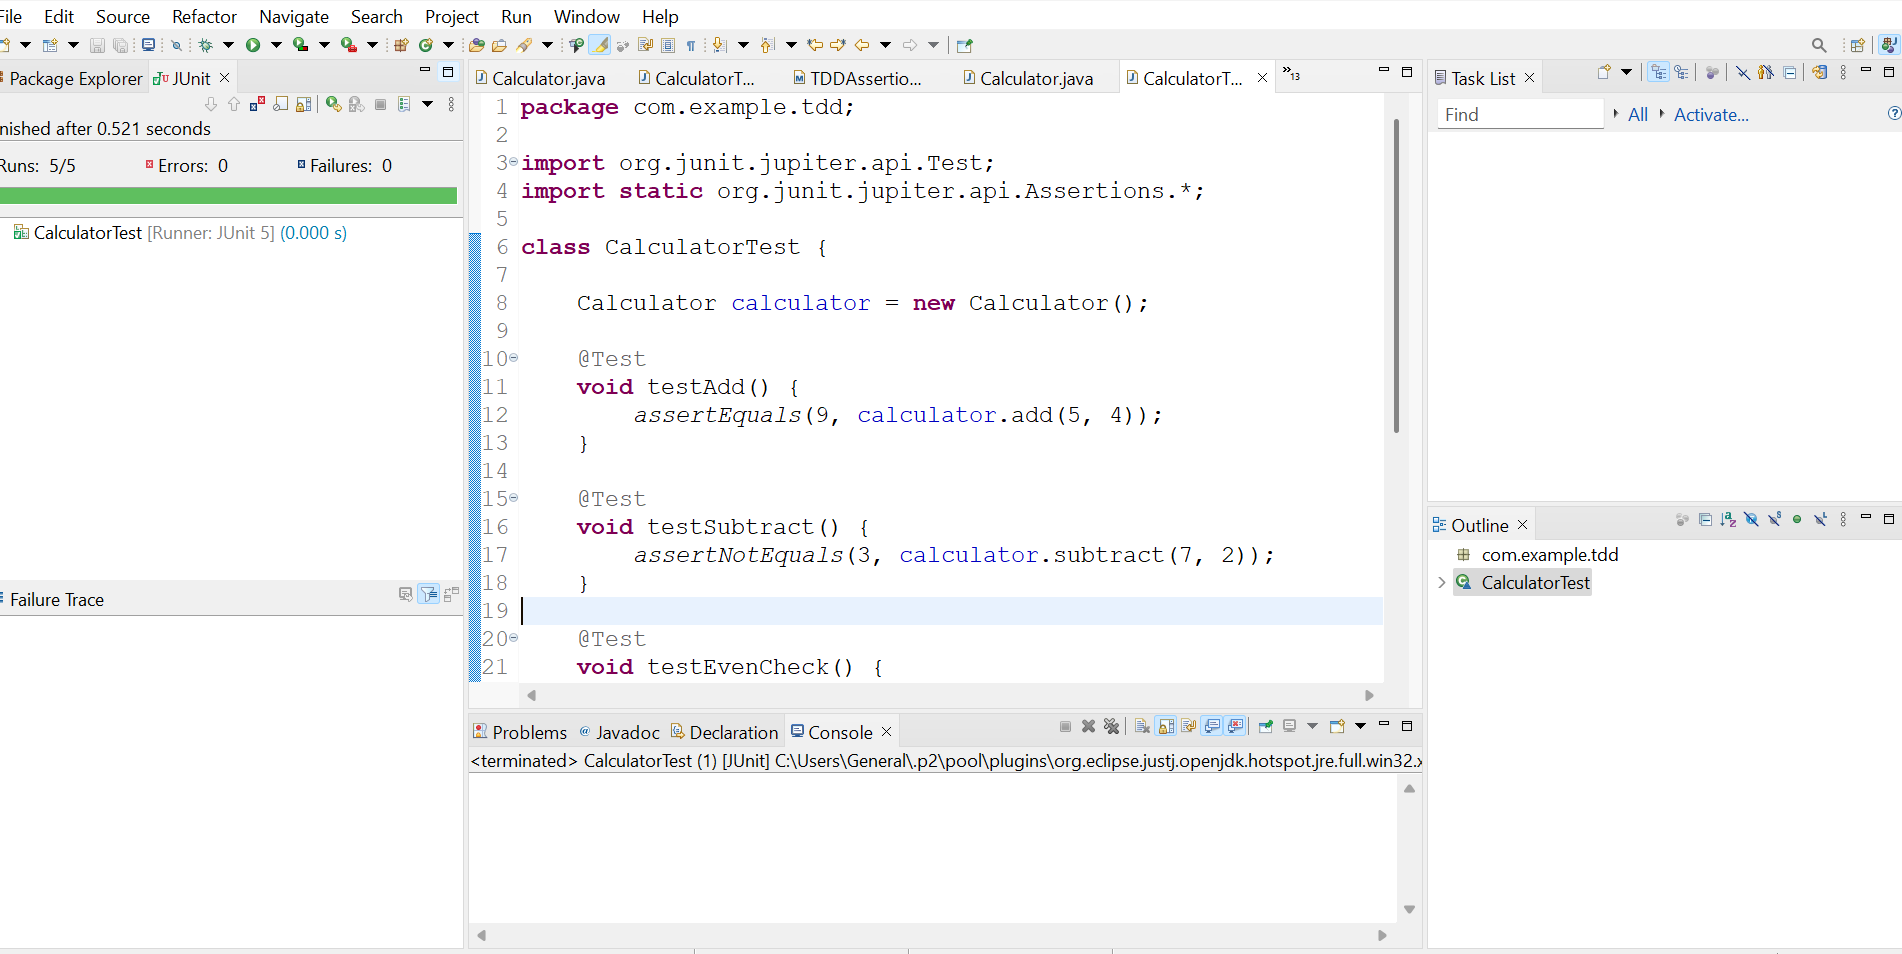 File Edit Source Refactor Navigate Search Project Run Window Help
Package Explorer JUnit
nished after 0.521 seconds
Runs: 5/5 Errors: 0 Failures: 0
CalculatorTest [Runner: JUnit 5] (0.000 s)
Failure Trace
Calculator.java CalculatorT... TDDAssertio... Calculator.java CalculatorT... »13
1 package com.example.tdd;
2
3 import org.junit.jupiter.api.Test;
4 import static org.junit.jupiter.api.Assertions.*;
5
6 class CalculatorTest {
7
8 Calculator calculator = new Calculator();
9
10 @Test
11 void testAdd() {
12 assertEquals(9, calculator.add(5, 4));
13 }
14
15 @Test
16 void testSubtract() {
17 assertNotEquals(3, calculator.subtract(7, 2));
18 }
19
20 @Test
21 void testEvenCheck() {
Problems Javadoc Declaration Console
<terminated> CalculatorTest (1) [JUnit] C:\Users\General\.p2\pool\plugins\org.eclipse.justj.openjdk.hotspot.jre.full.win32.x
Task List
Find All Activate...
Outline
com.example.tdd
CalculatorTest